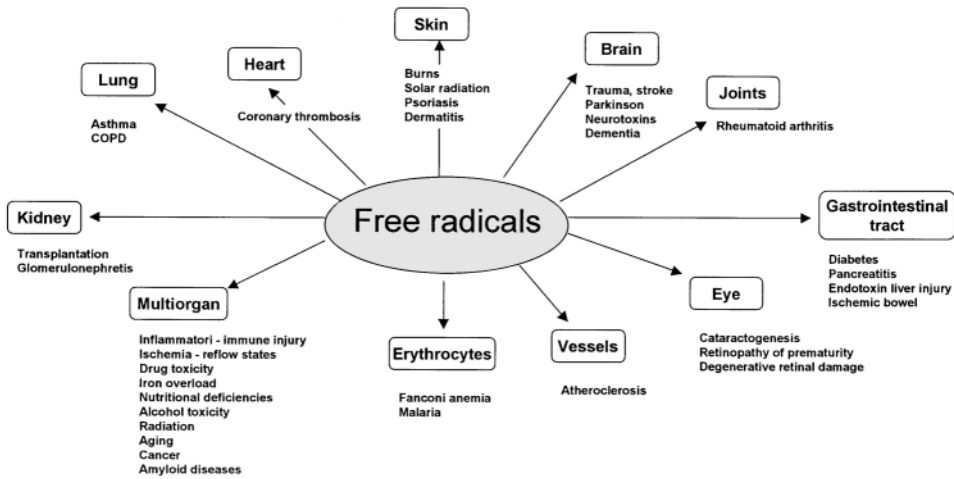 Skin
Burns
Solar radiation
Psoriasis
Dermatitis
Heart
Coronary thrombosis
Brain
Trauma, stroke
Parkinson
Neurotoxins
Dementia
Lung
Asthma
COPD
Joints
Rheumatoid arthritis
Free radicals
Kidney
Transplantation
Glomerulonephretis
Gastrointestinal
tract
Diabetes
Pancreatitis
Endotoxin liver injury
Ischemic bowel
Multiorgan
Inflammatori - immune injury
Ischemia - reflow states
Drug toxicity
Iron overload
Nutritional deficiencies
Alcohol toxicity
Radiation
Aging
Cancer
Amyloid diseases
Erythrocytes
Fanconi anemia
Malaria
Vessels
Atheroclerosis
Eye
Cataractogenesis
Retinopathy of prematurity
Degenerative retinal damage